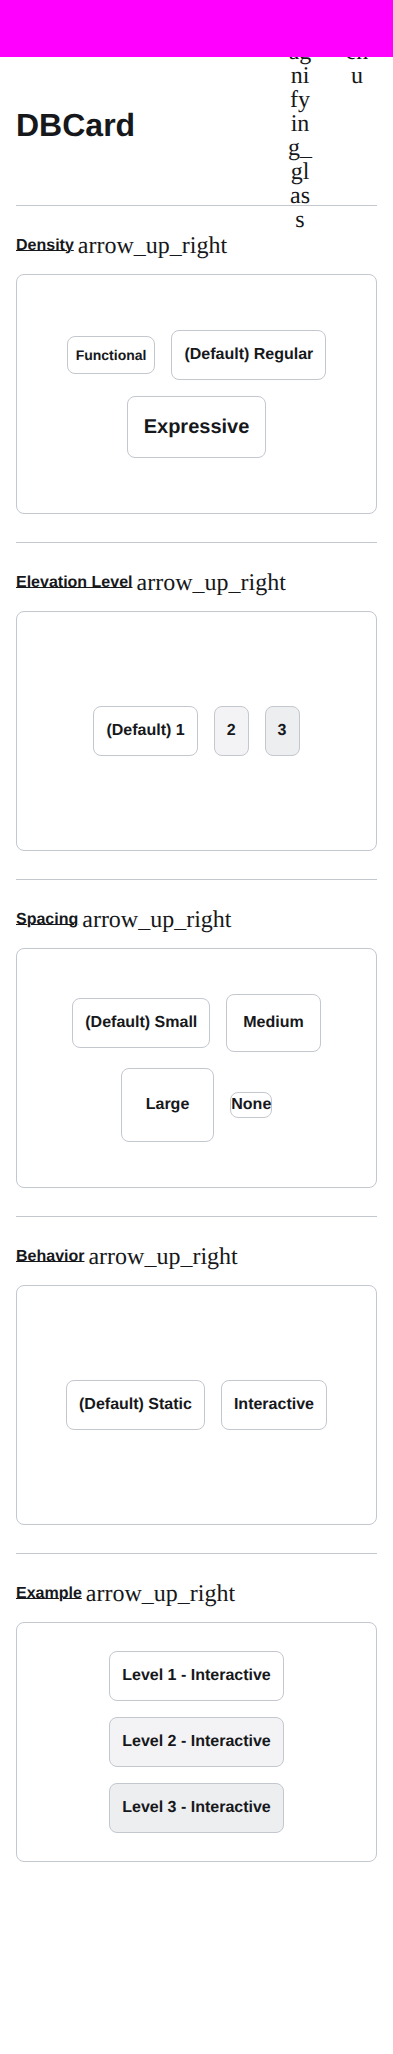 ni
u
fy
in
g_
gl
as
s
DBCard
Density arrow_up_right
Functional
(Default) Regular
Expressive
Elevation Level arrow_up_right
(Default) 1
2
3
Spacing arrow_up_right
(Default) Small
Medium
Large
None
Behavior arrow_up_right
(Default) Static
Interactive
Example arrow_up_right
Level 1 - Interactive
Level 2 - Interactive
Level 3 - Interactive